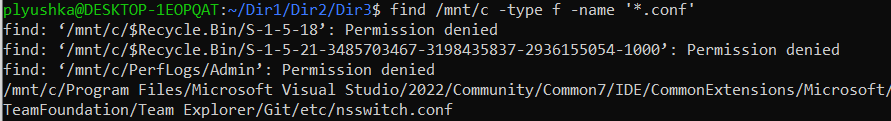 plyushka@DESKTOP-1EOPQAT:~/Dir1/Dir2/Dir3$ find /mnt/c -type f -name '*.conf'
find: ‘/mnt/c/$Recycle.Bin/S-1-5-18’: Permission denied
find: ‘/mnt/c/$Recycle.Bin/S-1-5-21-3485703467-3198435837-2936155054-1000’: Permission denied
find: ‘/mnt/c/PerfLogs/Admin’: Permission denied
/mnt/c/Program Files/Microsoft Visual Studio/2022/Community/Common7/IDE/CommonExtensions/Microsoft/
TeamFoundation/Team Explorer/Git/etc/nsswitch.conf